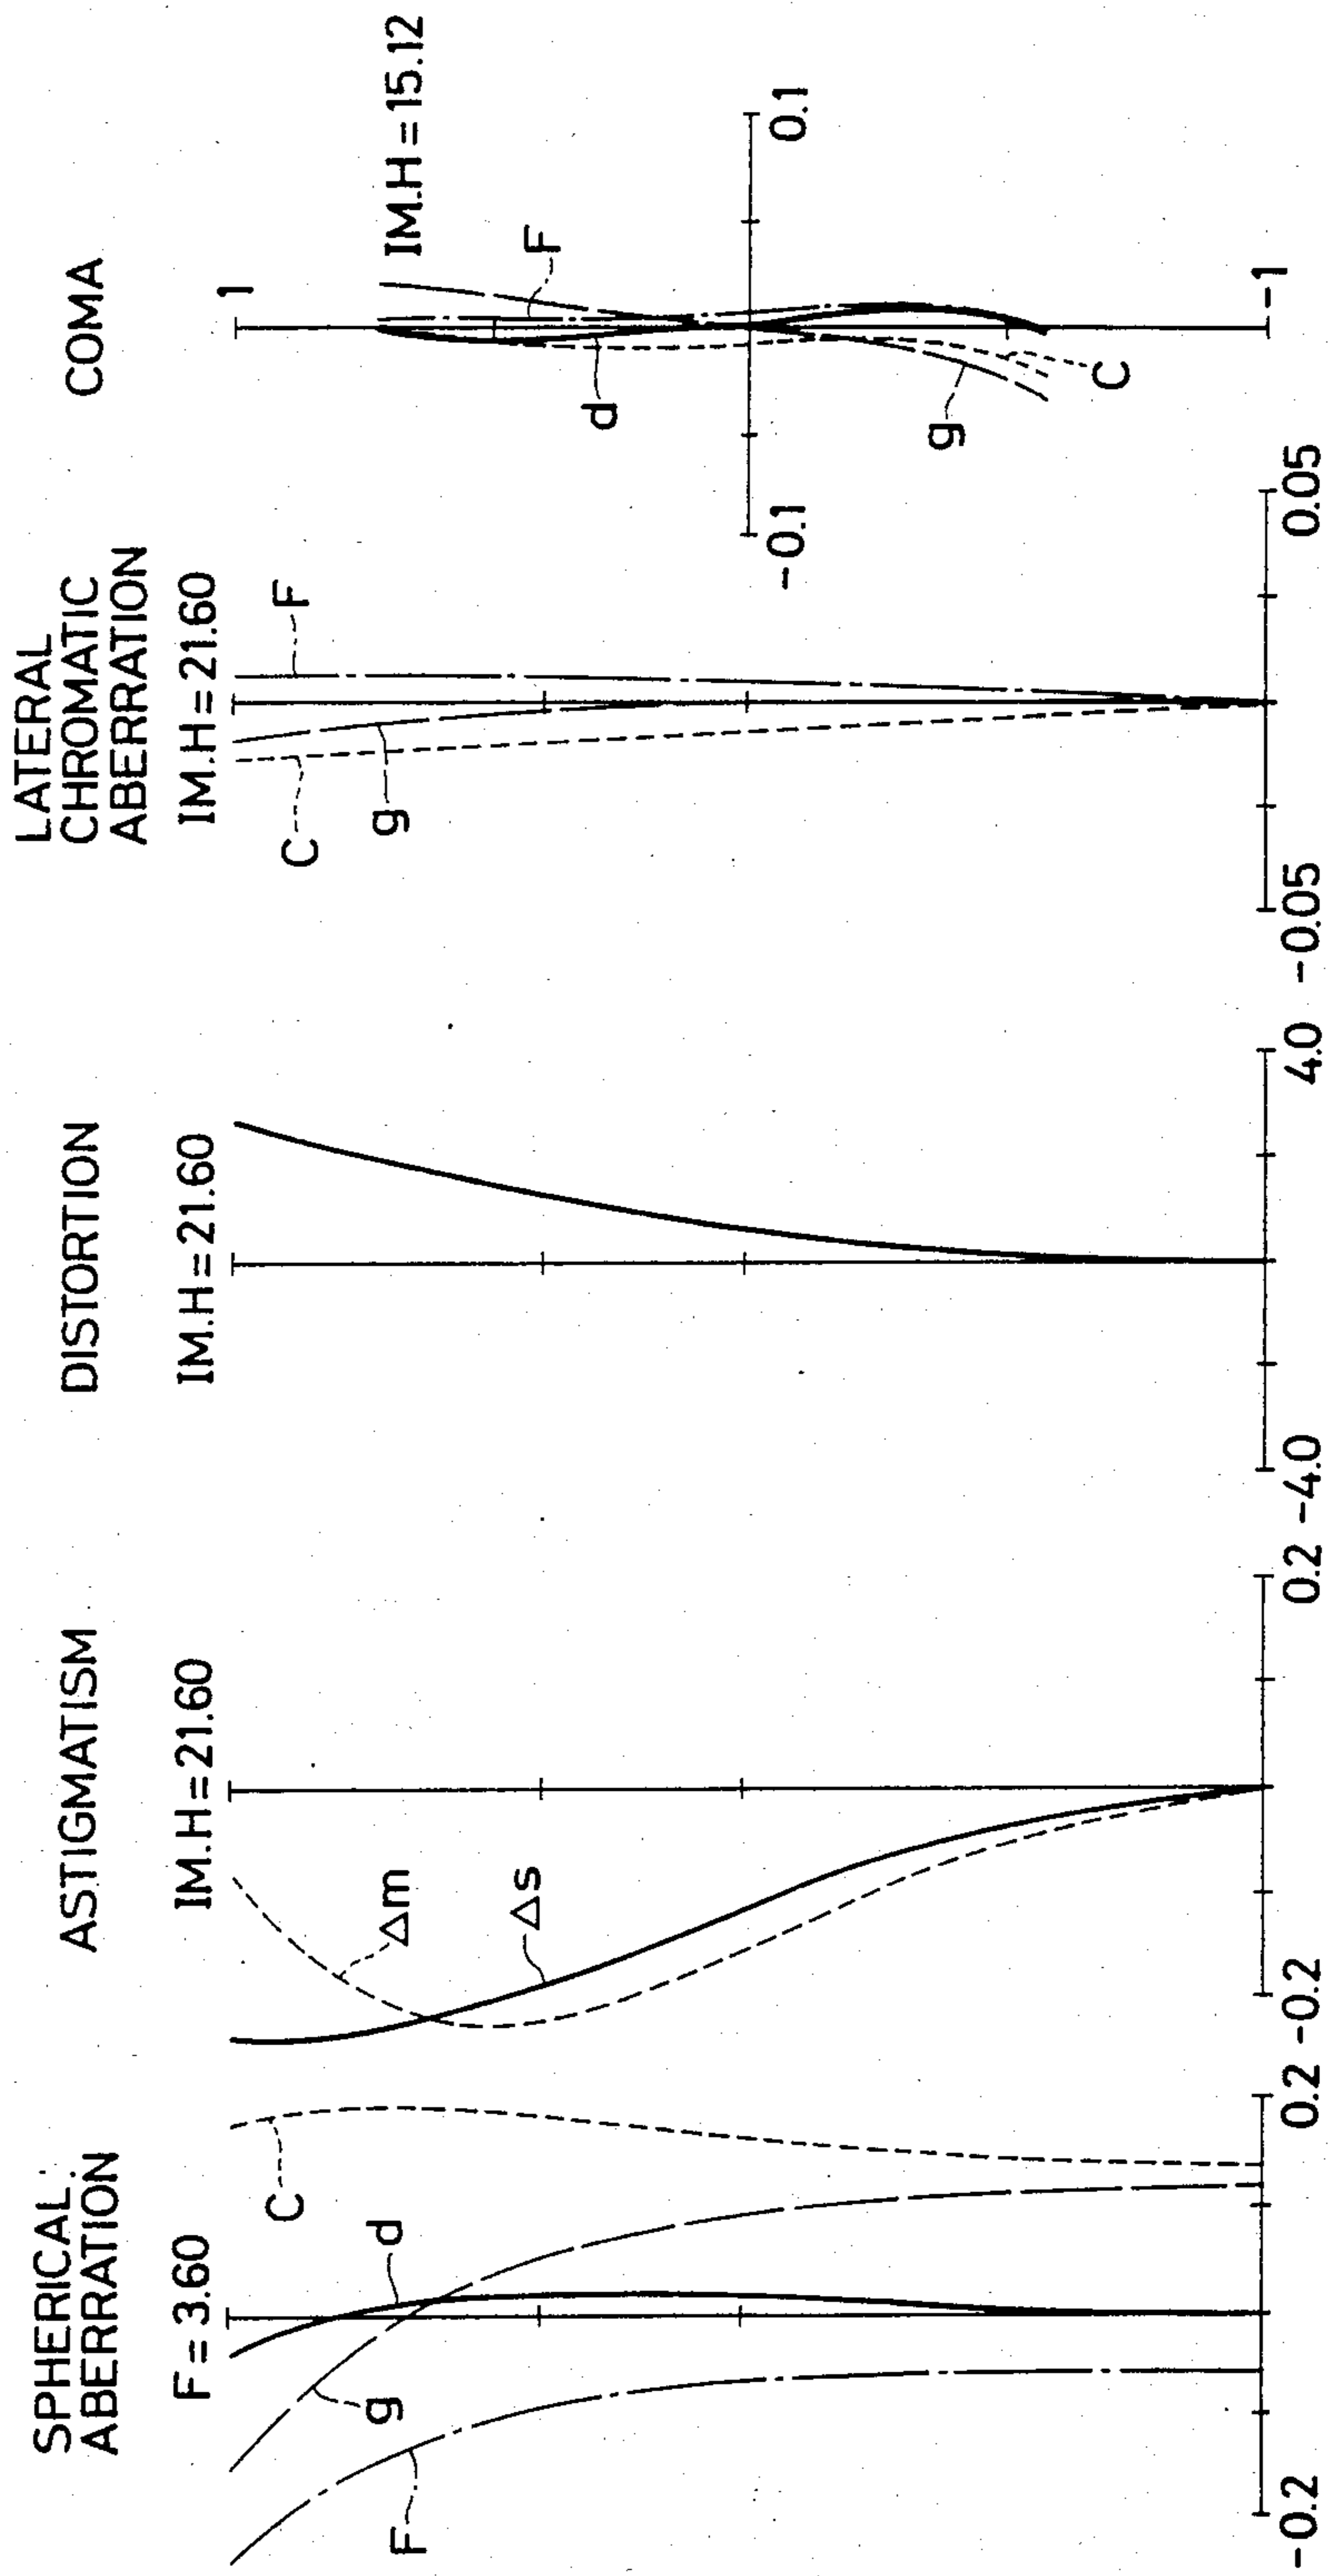 SPHERICAL
ABERRATION
F = 3.60
C
d
g
F
-0.2
0.2
ASTIGMATISM
IM.H = 21.60
Δm
Δs
-0.2
0.2
DISTORTION
IM.H = 21.60
-4.0
4.0
LATERAL
CHROMATIC
ABERRATION
IM.H = 21.60
F
C
g
-0.05
0.05
COMA
1
IM.H = 15.12
F
d
-0.1
0.1
g
C
-1